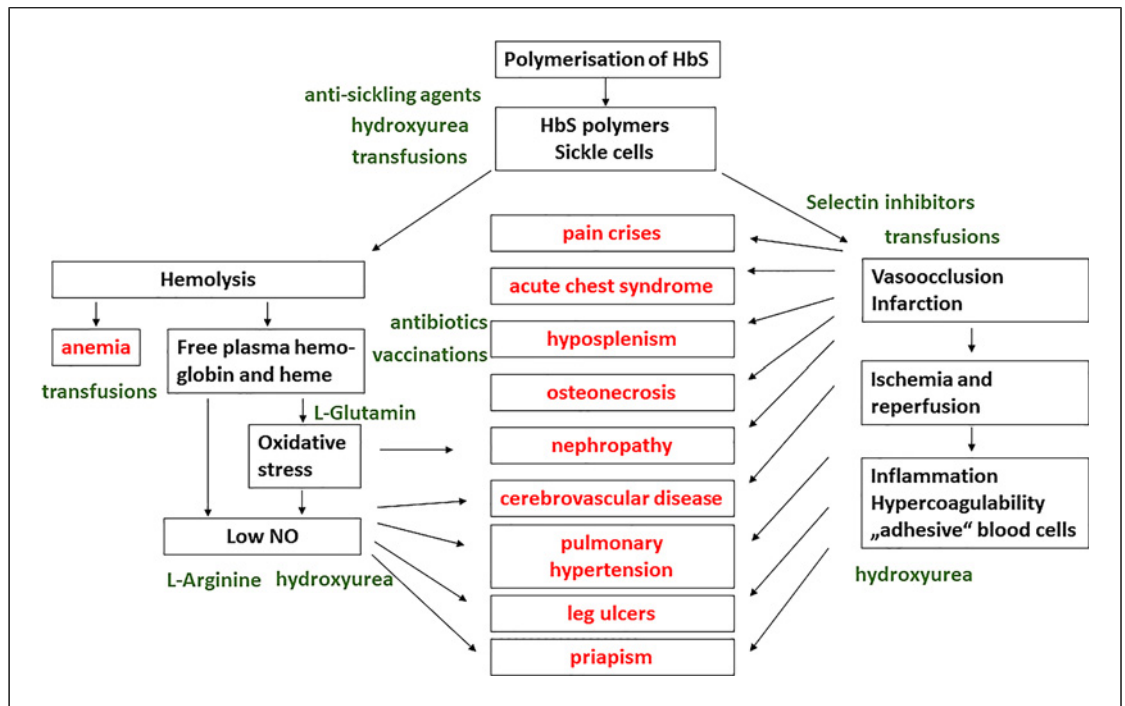 Polymerisation of HbS
anti-sickling agents
hydroxyurea
transfusions
HbS polymers
Sickle cells
Selectin inhibitors
transfusions
pain crises
Hemolysis
acute chest syndrome
Vasoocclusion
Infarction
anemia
Free plasma hemo-
globin and heme
transfusions
antibiotics
vaccinations
hyposplenism
osteonecrosis
Ischemia and
reperfusion
L-Glutamin
Oxidative
stress
nephropathy
cerebrovascular disease
Inflammation
Hypercoagulability
„adhesive“ blood cells
Low NO
pulmonary
hypertension
L-Arginine hydroxyurea
hydroxyurea
leg ulcers
priapism